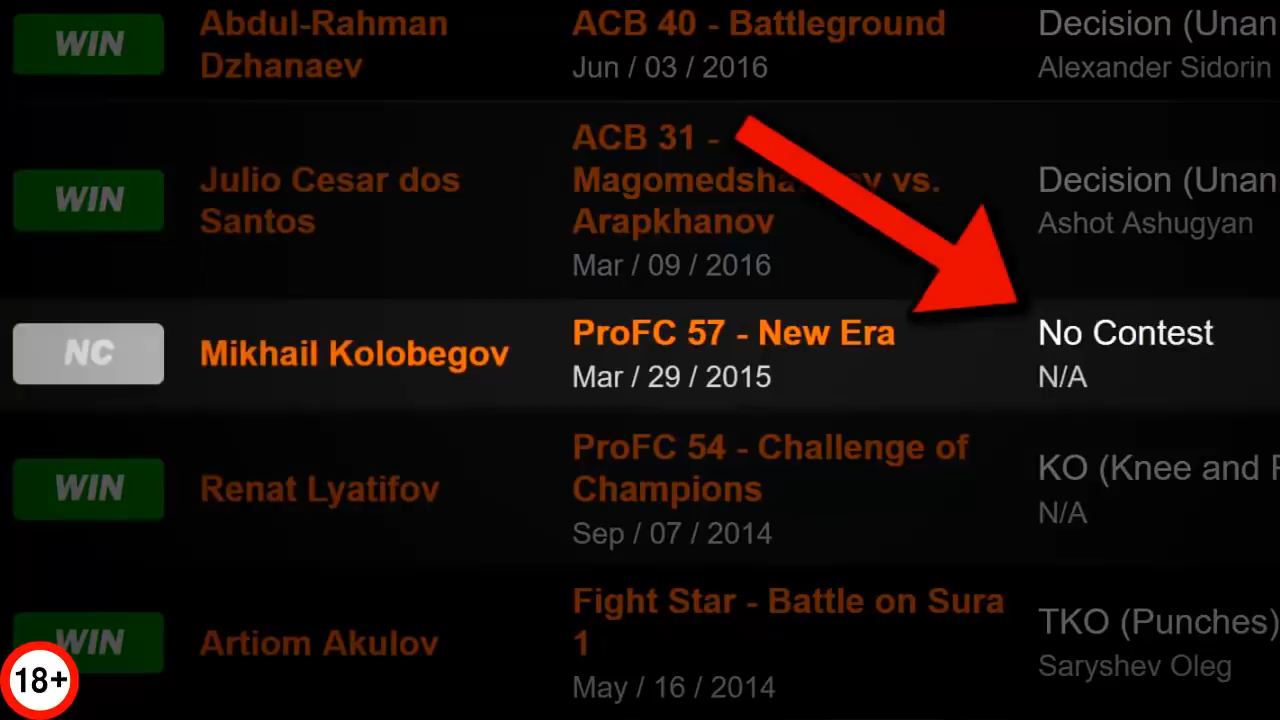 WIN
Abdul-Rahman
Dzhanaev
ACB 40 - Battleground
Jun / 03 / 2016
Decision (Unan
Alexander Sidorin
WIN
Julio Cesar dos
Santos
ACB 31 -
vs.
Arapkhanov
Mar / 09 / 2016
Decision (Unan
Ashot Ashugyan
NC
Mikhail Kolobegov
ProFC 57 - New Era
Mar / 29 / 2015
No Contest
N/A
WIN
Renat Lyatifov
ProFC 54 - Challenge of
Champions
Sep / 07 / 2014
KO (Knee and
N/A
WIN
Artiom Akulov
Fight Star - Battle on Sura
1
May / 16 / 2014
TKO (Punches)
Saryshev Oleg
18+